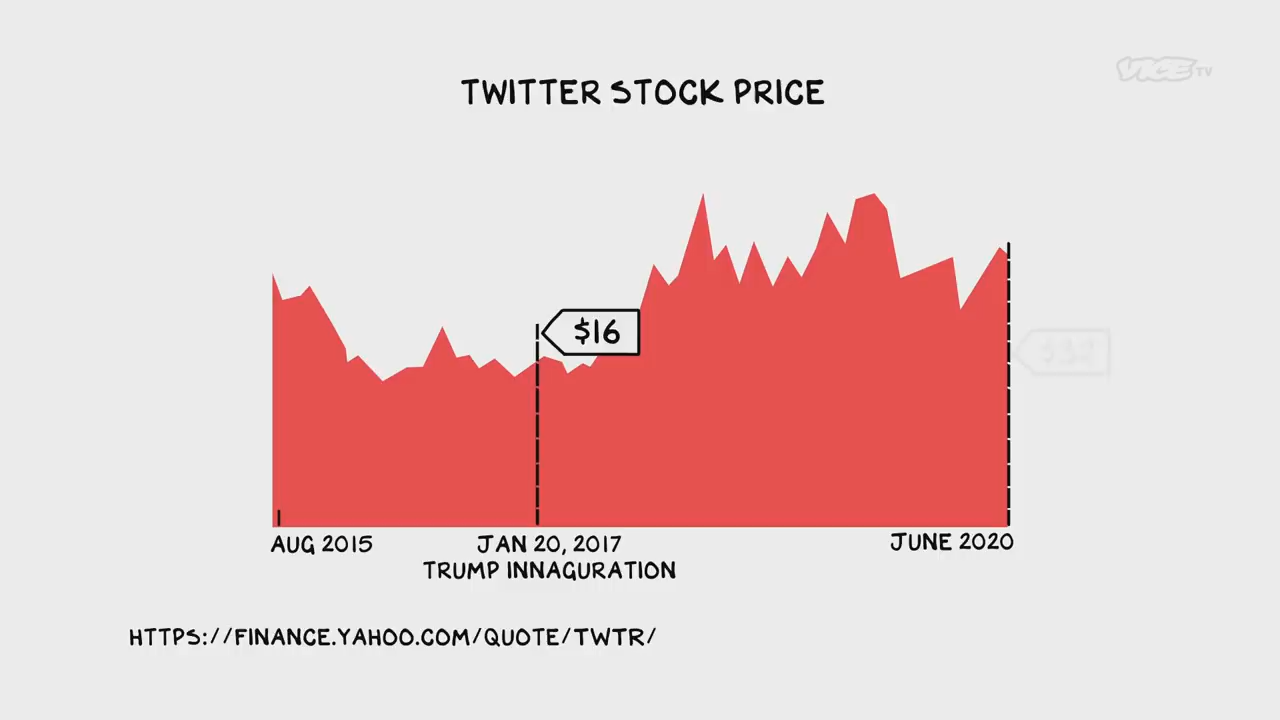 VICE TV
TWITTER STOCK PRICE
$16
AUG 2015
JAN 20, 2017
JUNE 2020
TRUMP INNAGURATION
HTTPS://FINANCE.YAHOO.COM/QUOTE/TWTR/